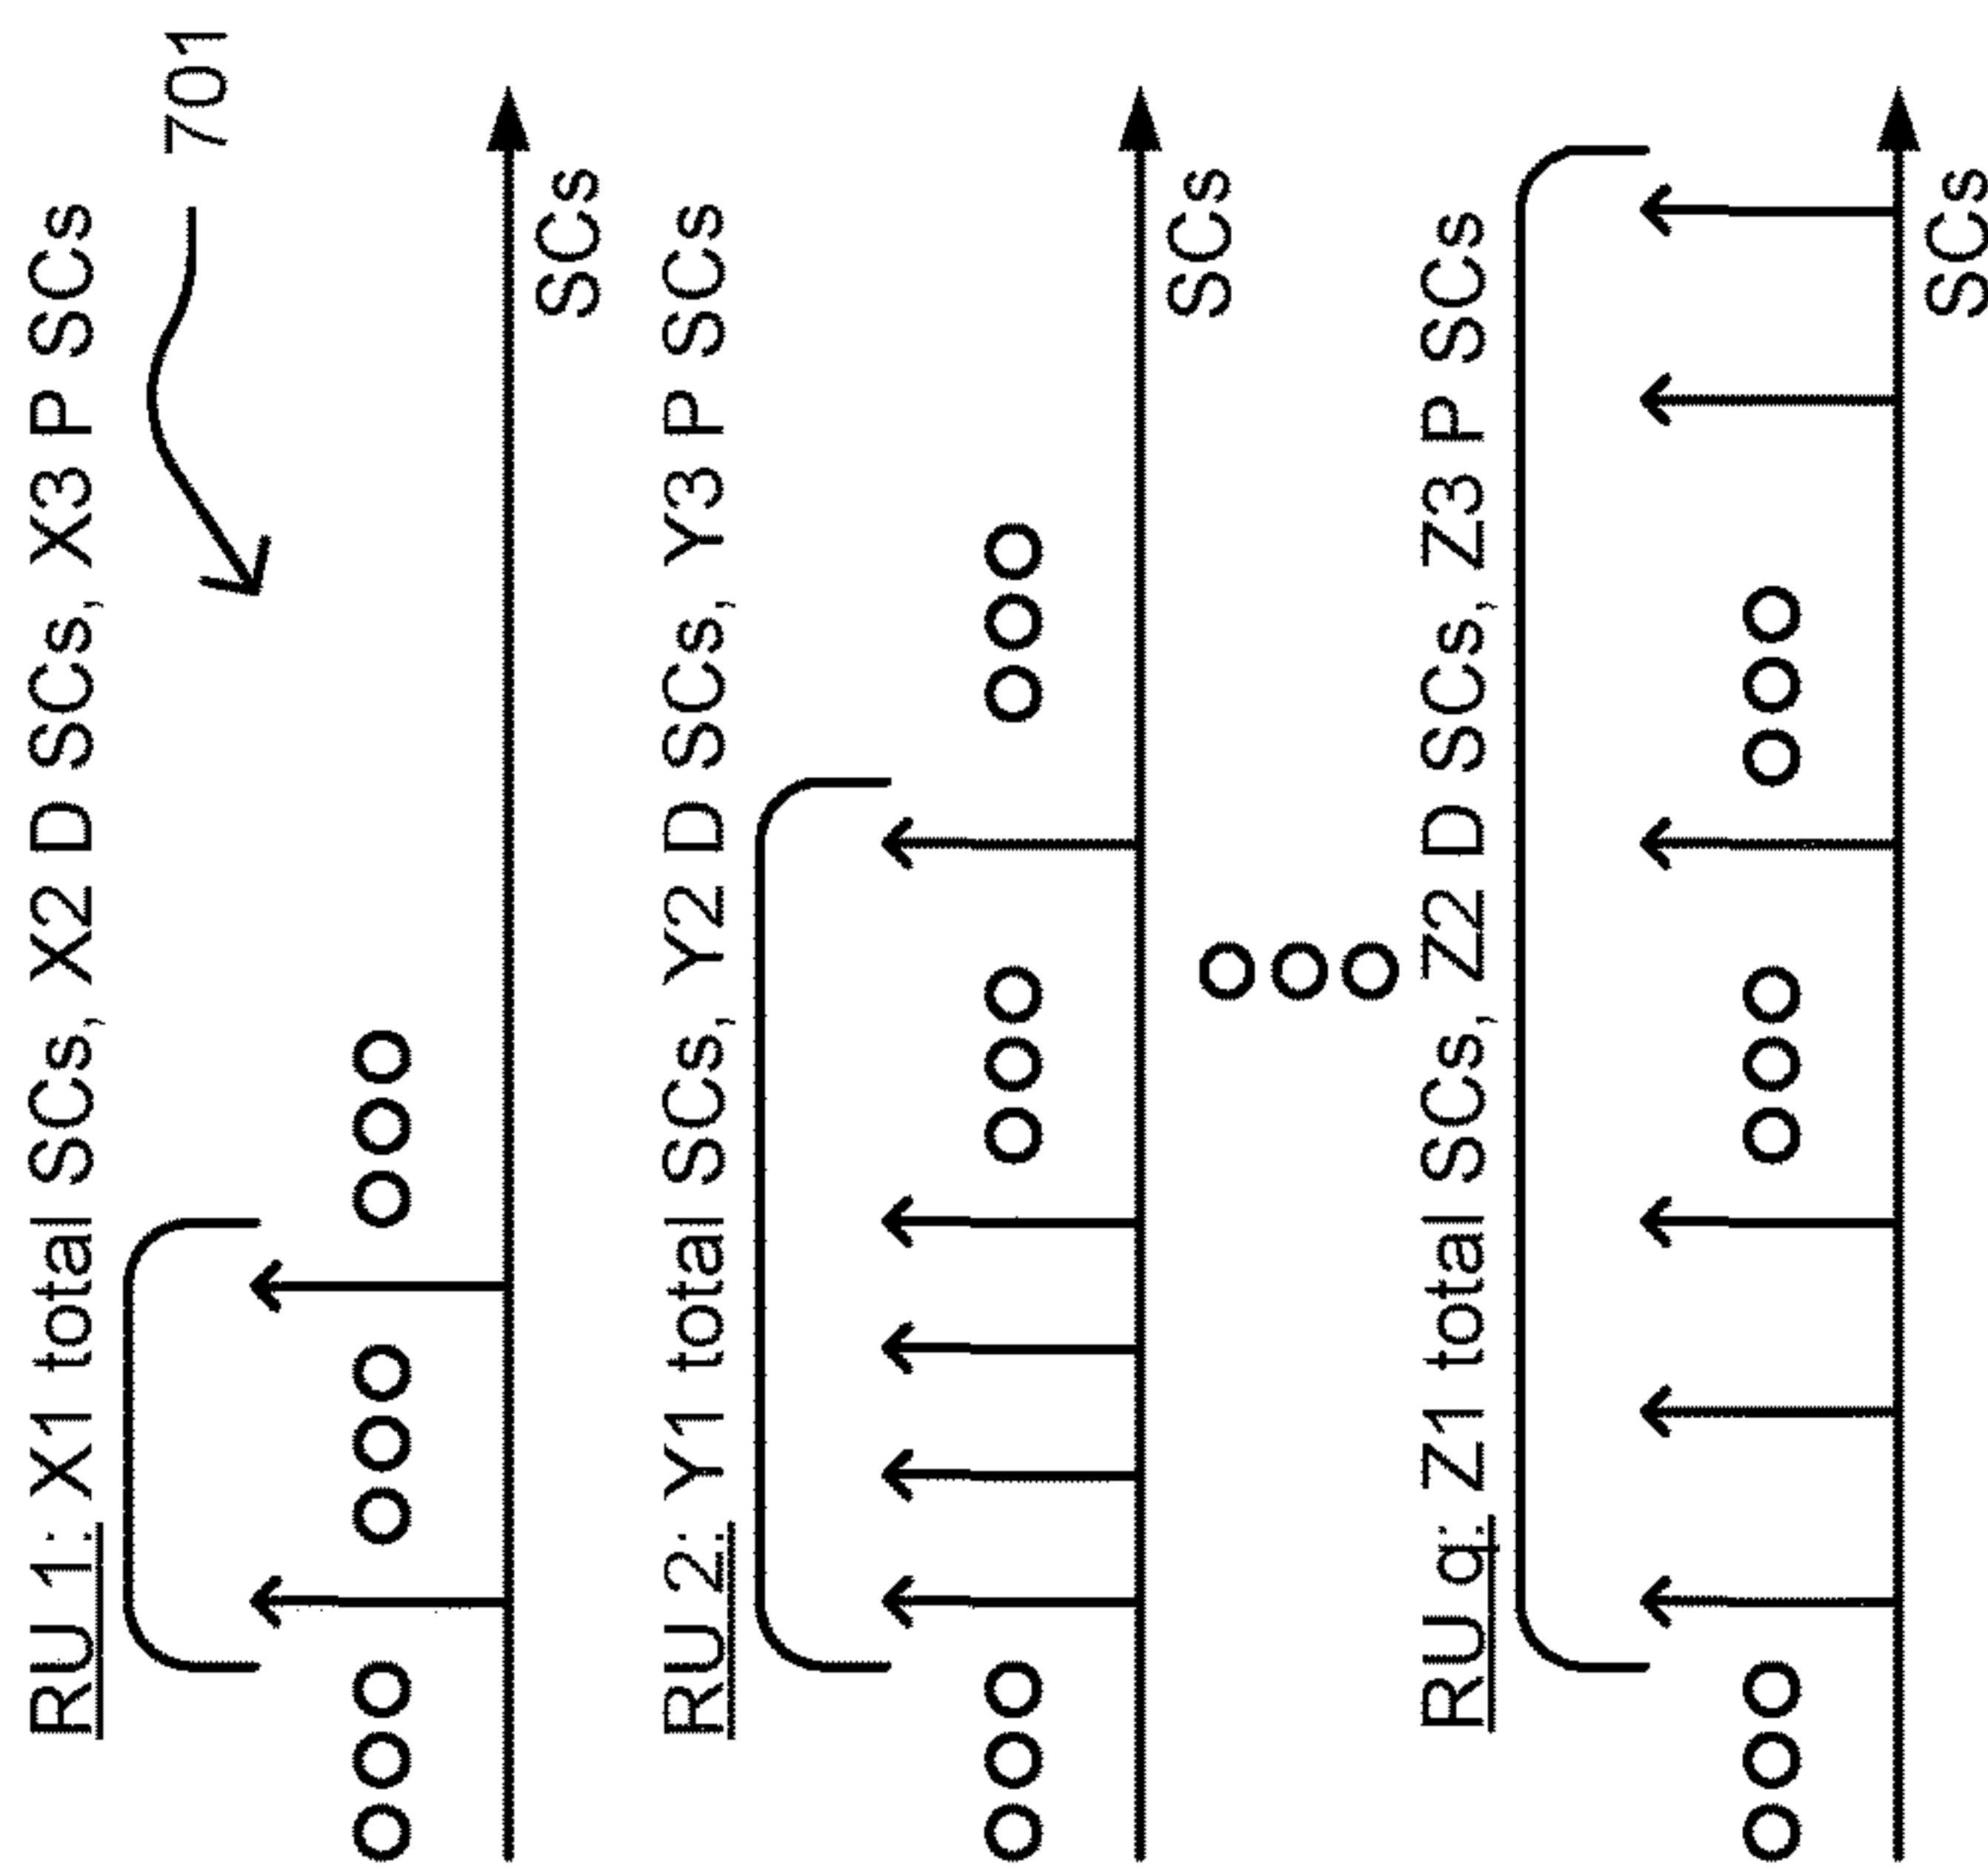 701
RU 1: X1 total SCs, X2 D SCs, X3 P SCs
SCs
RU 2: Y1 total SCs, Y2 D SCs, Y3 P SCs
SCs
RU q: Z1 total SCs, Z2 D SCs, Z3 P SCs
SCs